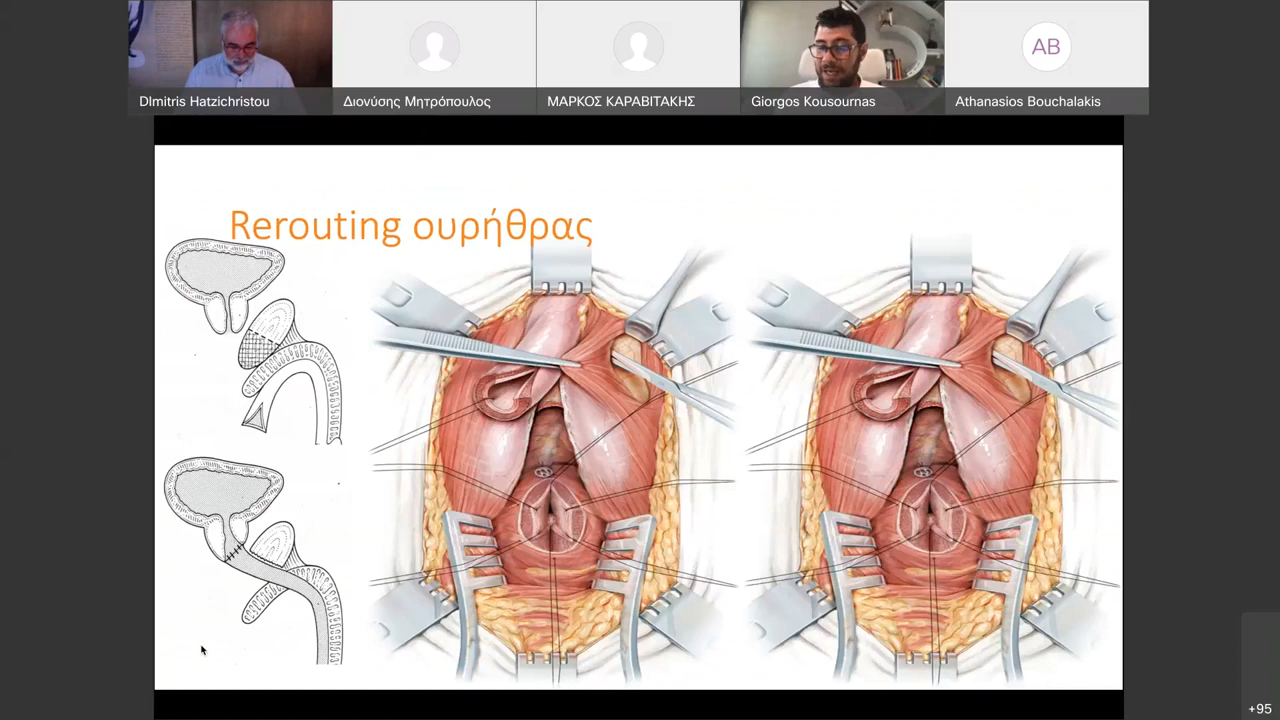 AB
DImitris Hatzichristou
Διονύσης Μητρόπουλος
ΜΑΡΚΟΣ ΚΑΡΑΒΙΤΑΚΗΣ
Giorgos Kousournas
Athanasios Bouchalakis
Rerouting ουρήθρας
+95